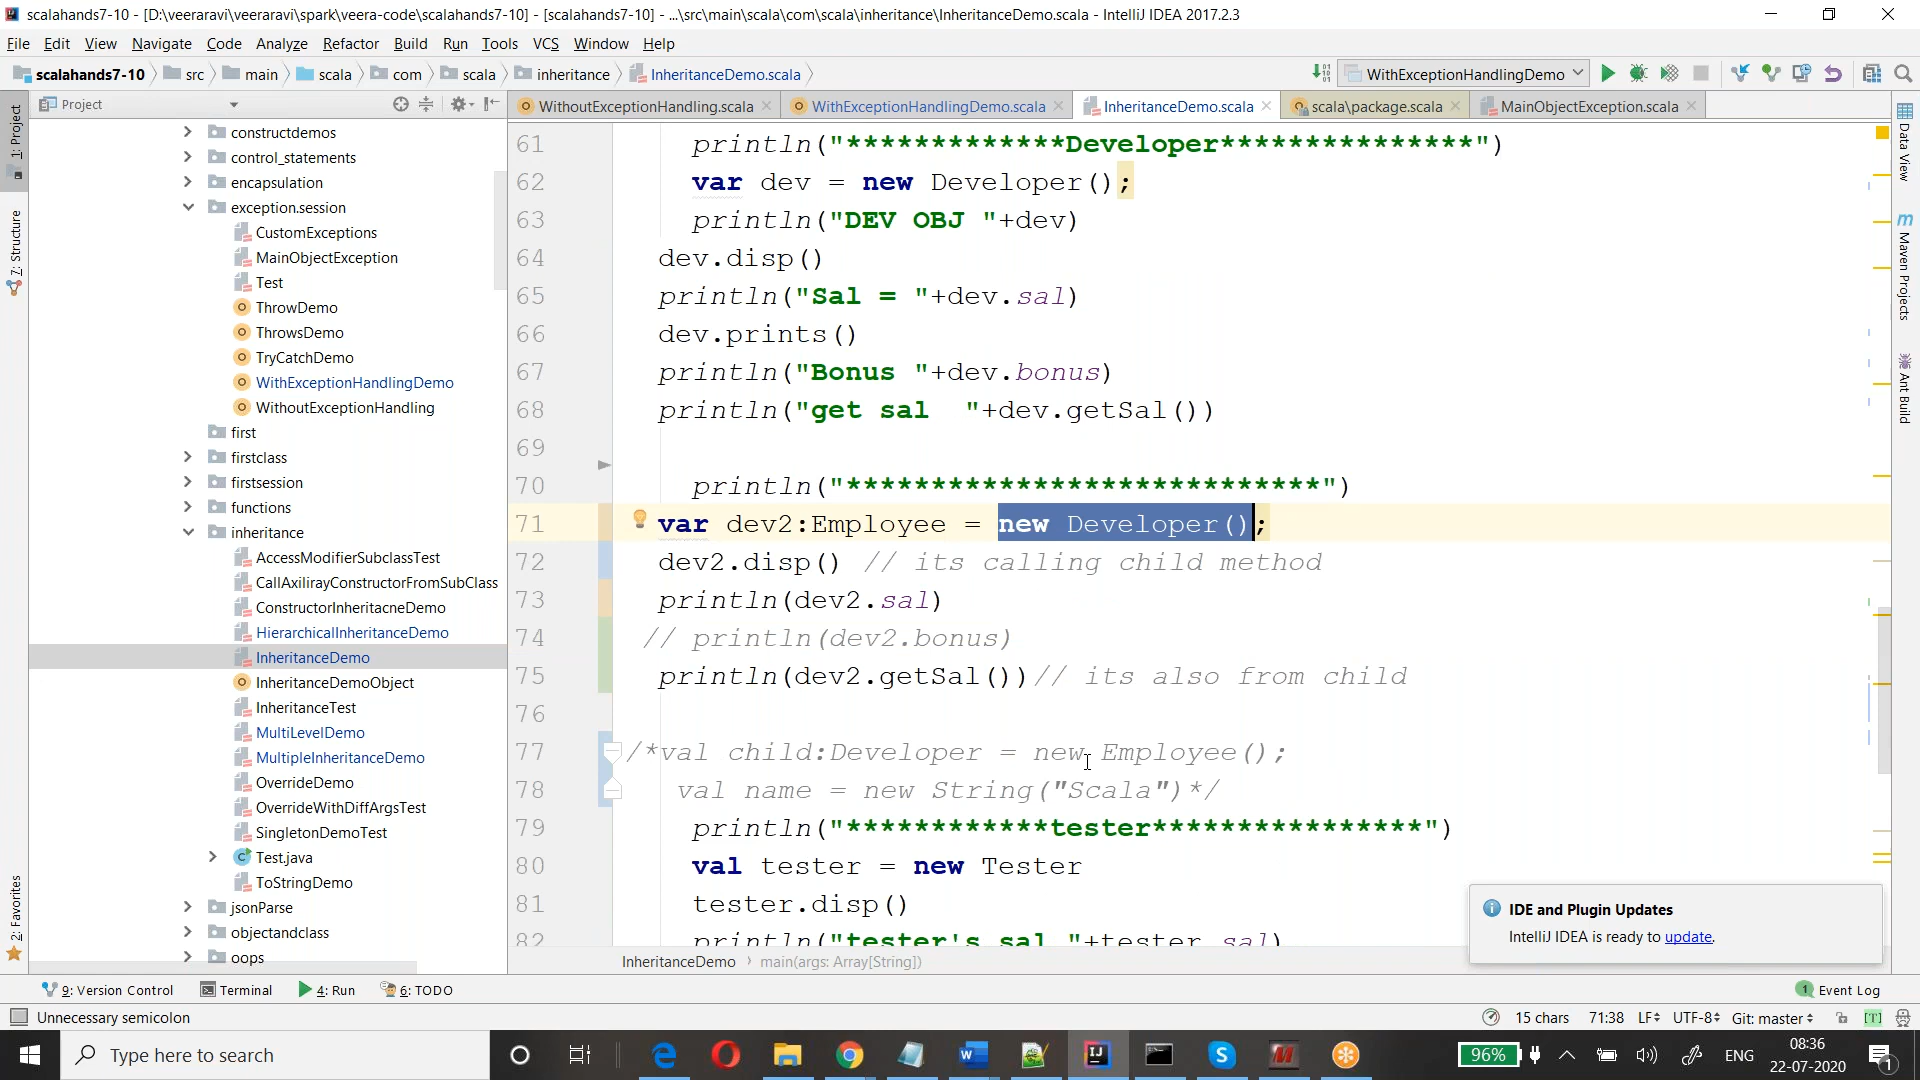 scalahands7-10 - [D:\veeraravi\veeraravi\spark\veera-code\scalahands7-10] - [scalahands7-10] - ...\src\main\scala\com\scala\inheritance\InheritanceDemo.scala - IntelliJ IDEA 2017.2.3
File Edit View Navigate Code Analyze Refactor Build Run Tools VCS Window Help
scalahands7-10 src main scala com scala inheritance InheritanceDemo.scala WithExceptionHandlingDemo
Project
WithoutExceptionHandling.scala WithExceptionHandlingDemo.scala InheritanceDemo.scala scala\package.scala MainObjectException.scala
1: Project
7: Structure
2: Favorites
constructdemos
control_statements
encapsulation
exception.session
CustomExceptions
MainObjectException
Test
ThrowDemo
ThrowsDemo
TryCatchDemo
WithExceptionHandlingDemo
WithoutExceptionHandling
first
firstclass
firstsession
functions
inheritance
AccessModifierSubclassTest
CallAxilirayConstructorFromSubClass
ConstructorInheritacneDemo
HierarchicalInheritanceDemo
InheritanceDemo
InheritanceDemoObject
InheritanceTest
MultiLevelDemo
MultipleInheritanceDemo
OverrideDemo
OverrideWithDiffArgsTest
SingletonDemoTest
Test.java
ToStringDemo
jsonParse
objectandclass
oops
61 println("*************Developer***************")
62 var dev = new Developer();
63 println("DEV OBJ "+dev)
64 dev.disp()
65 println("Sal = "+dev.sal)
66 dev.prints()
67 println("Bonus "+dev.bonus)
68 println("get sal  "+dev.getSal())
69
70 println("****************************")
71 var dev2:Employee = new Developer();
72 dev2.disp() // its calling child method
73 println(dev2.sal)
74 // println(dev2.bonus)
75 println(dev2.getSal())// its also from child
76
77 /*val child:Developer = new Employee();
78 val name = new String("Scala")*/
79 println("************tester****************")
80 val tester = new Tester
81 tester.disp()
82 println("tester's sal "+tester.sal)
InheritanceDemo main(args: Array[String])
Data View
Maven Projects
Ant Build
IDE and Plugin Updates
IntelliJ IDEA is ready to update.
9: Version Control Terminal 4: Run 6: TODO 1 Event Log
Unnecessary semicolon 15 chars 71:38 LF UTF-8 Git: master [T]
Type here to search 96% ENG 08:36
22-07-2020 1